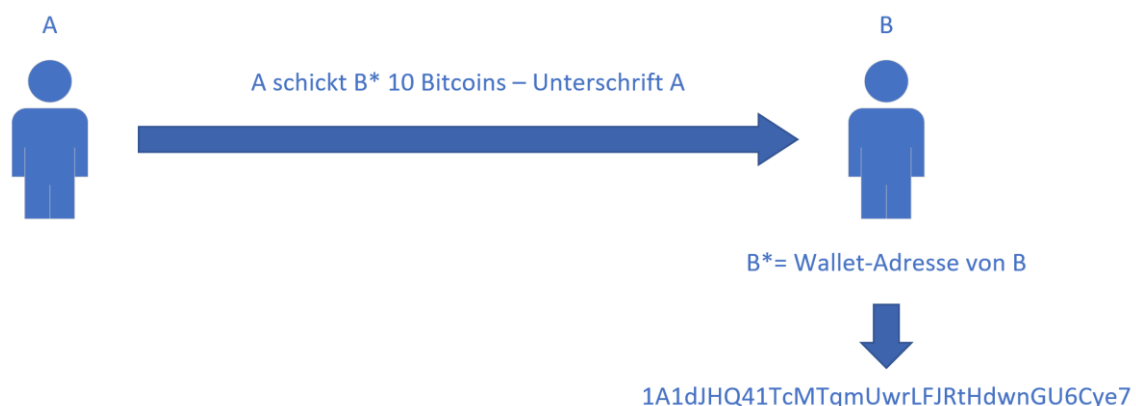 A
B
A schickt B* 10 Bitcoins – Unterschrift A
B*= Wallet-Adresse von B
1A1dJHQ41TcMTqmUwrLFJRtHdwnGU6Cye7